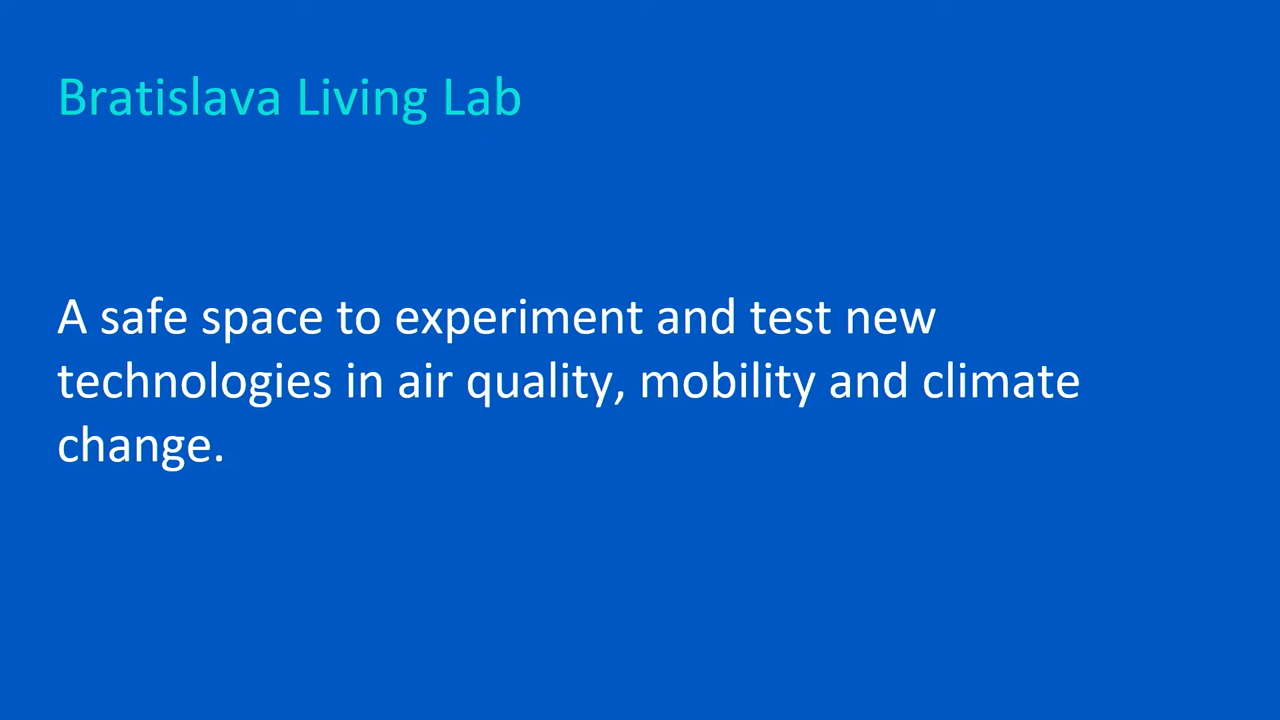 Bratislava Living Lab
A safe space to experiment and test new
technologies in air quality, mobility and climate
change.